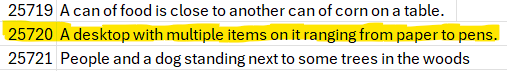 25719 A can of food is close to another can of corn on a table.
25720 A desktop with multiple items on it ranging from paper to pens.
25721 People and a dog standing next to some trees in the woods